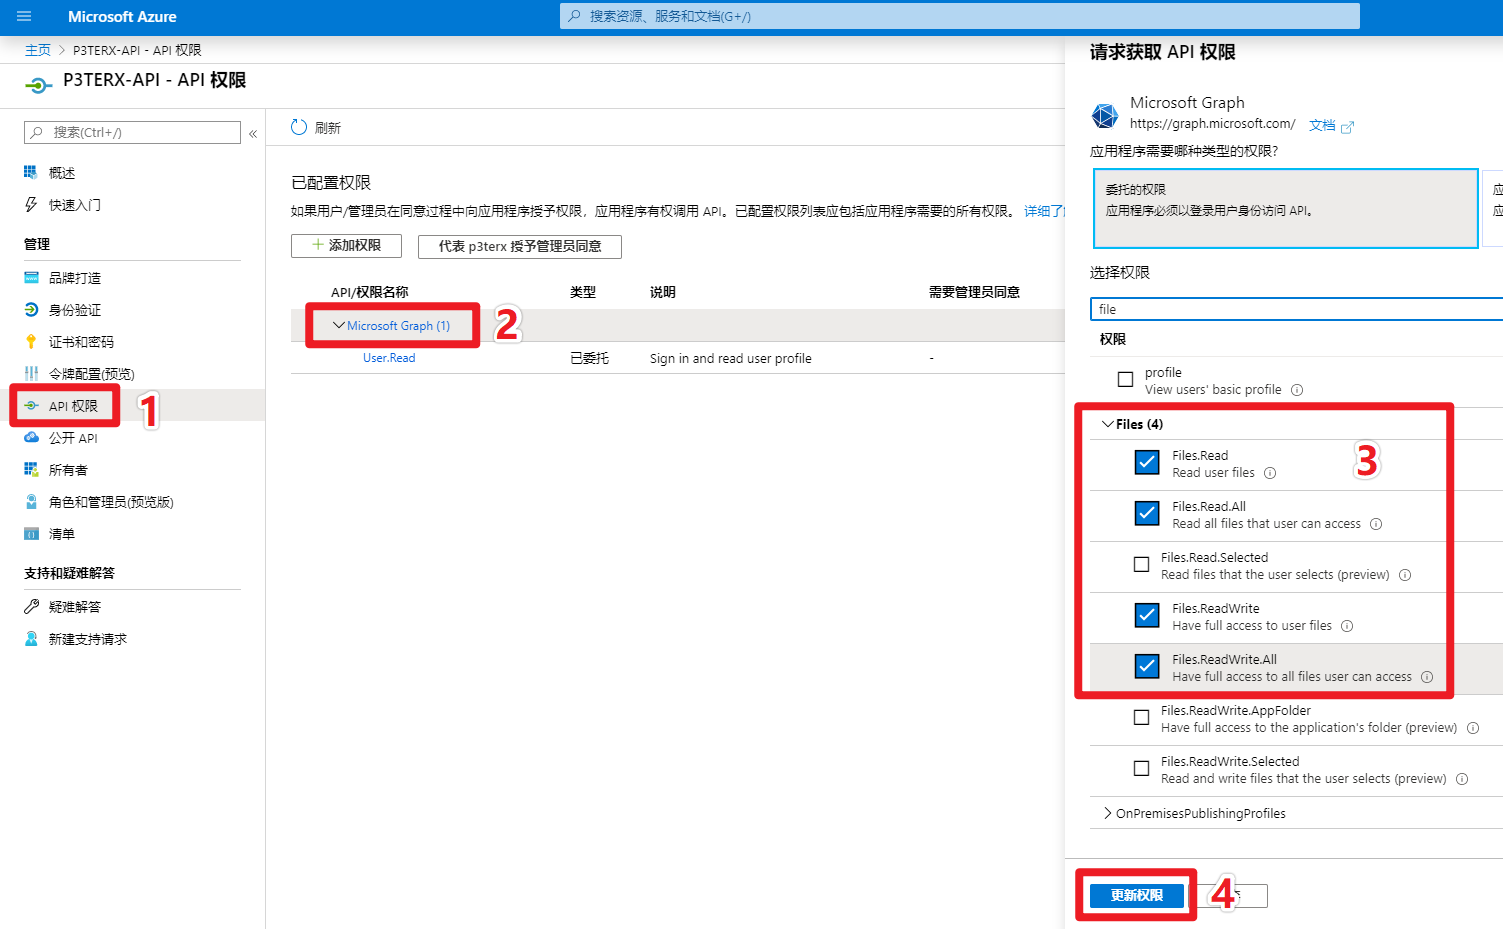 Microsoft Azure
搜索资源、服务和文档(G+/)
主页 > P3TERX-API - API 权限
P3TERX-API - API 权限
搜索(Ctrl+/)
«
概述
快速入门
管理
品牌打造
身份验证
证书和密码
令牌配置(预览)
API 权限
1
公开 API
所有者
角色和管理员(预览版)
清单
支持和疑难解答
疑难解答
新建支持请求
刷新
已配置权限
如果用户/管理员在同意过程中向应用程序授予权限，应用程序有权调用 API。已配置权限列表应包括应用程序需要的所有权限。 详细了
添加权限
代表 p3terx 授予管理员同意
API/权限名称 类型 说明 需要管理员同意
Microsoft Graph (1)
2
User.Read 已委托 Sign in and read user profile -
请求获取 API 权限
Microsoft Graph
https://graph.microsoft.com/ 文档
应用程序需要哪种类型的权限?
委托的权限
应用程序必须以登录用户身份访问 API。
选择权限
file
权限
profile
View users' basic profile
Files (4)
3
Files.Read
Read user files
Files.Read.All
Read all files that user can access
Files.Read.Selected
Read files that the user selects (preview)
Files.ReadWrite
Have full access to user files
Files.ReadWrite.All
Have full access to all files user can access
Files.ReadWrite.AppFolder
Have full access to the application's folder (preview)
Files.ReadWrite.Selected
Read and write files that the user selects (preview)
OnPremisesPublishingProfiles
更新权限
4